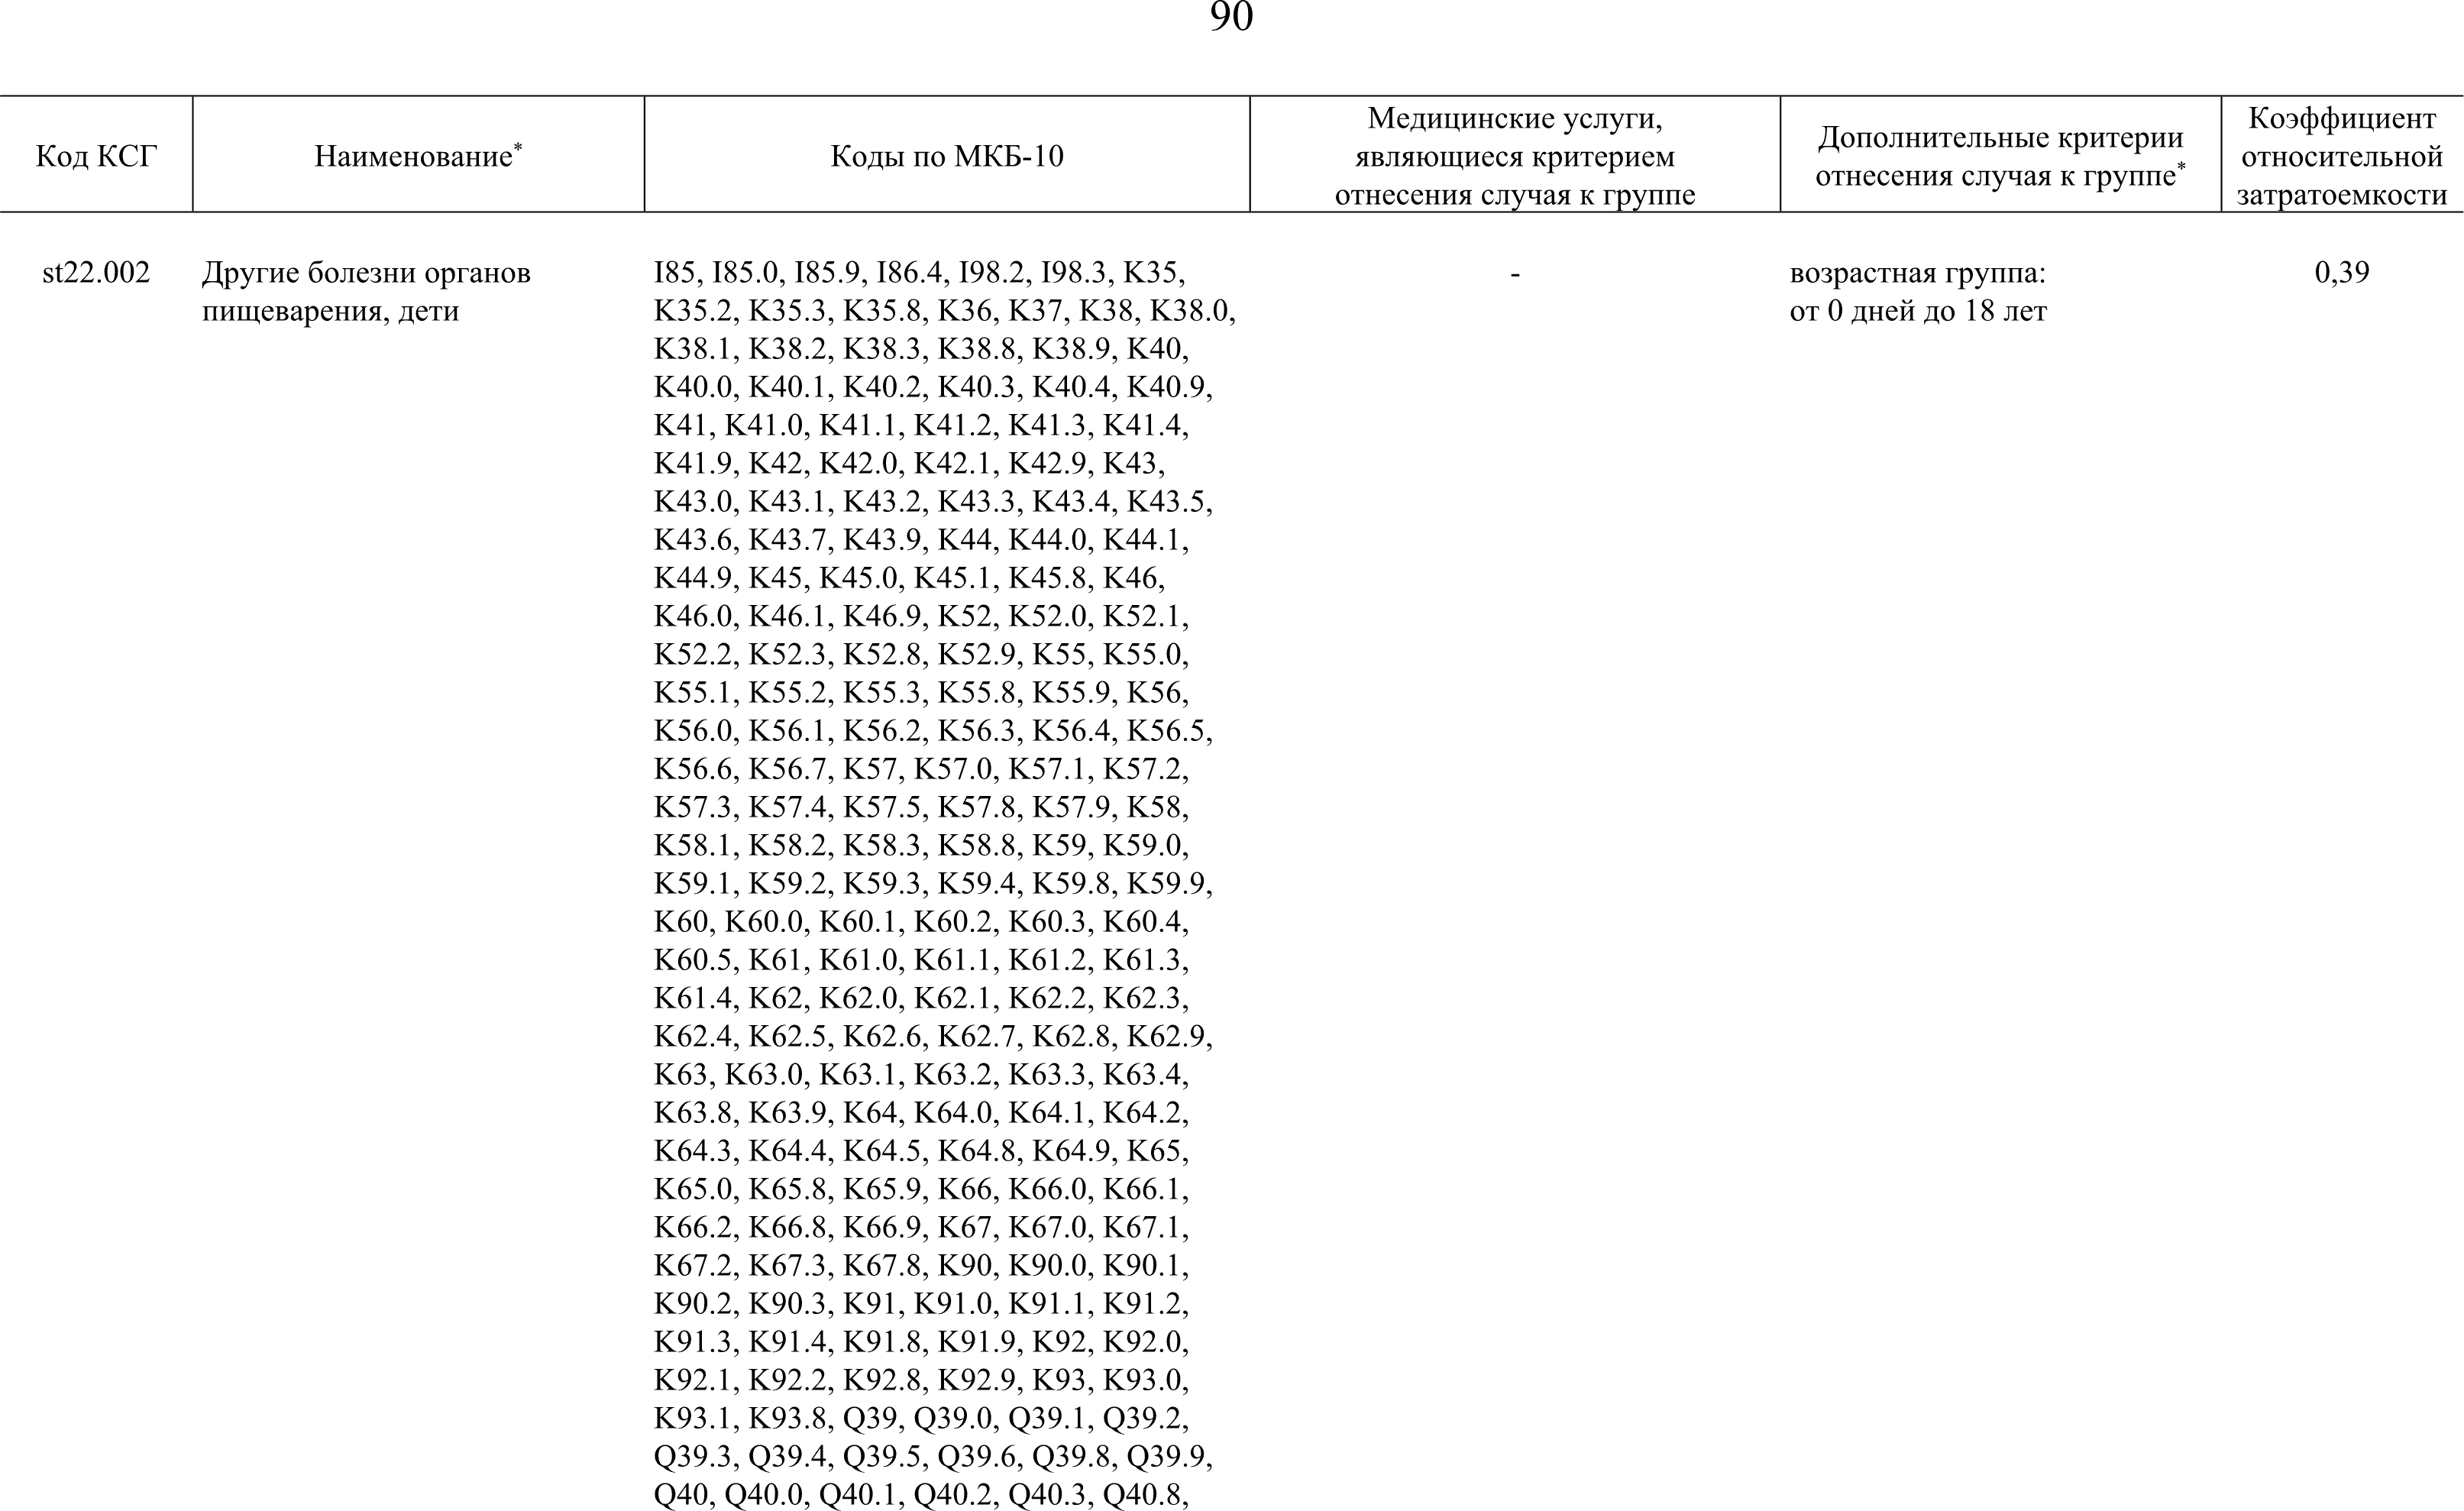 90
Код КСГ
Наименование*
Коды по МКБ-10
Медицинские услуги,
являющиеся критерием
отнесения случая к группе
Дополнительные критерии
отнесения случая к группе*
Коэффициент
относительной
затратоемкости
st22.002
Другие болезни органов
пищеварения, дети
I85, I85.0, I85.9, I86.4, I98.2, I98.3, K35,
K35.2, K35.3, K35.8, K36, K37, K38, K38.0,
K38.1, K38.2, K38.3, K38.8, K38.9, K40,
K40.0, K40.1, K40.2, K40.3, K40.4, K40.9,
K41, K41.0, K41.1, K41.2, K41.3, K41.4,
K41.9, K42, K42.0, K42.1, K42.9, K43,
K43.0, K43.1, K43.2, K43.3, K43.4, K43.5,
K43.6, K43.7, K43.9, K44, K44.0, K44.1,
K44.9, K45, K45.0, K45.1, K45.8, K46,
K46.0, K46.1, K46.9, K52, K52.0, K52.1,
K52.2, K52.3, K52.8, K52.9, K55, K55.0,
K55.1, K55.2, K55.3, K55.8, K55.9, K56,
K56.0, K56.1, K56.2, K56.3, K56.4, K56.5,
K56.6, K56.7, K57, K57.0, K57.1, K57.2,
K57.3, K57.4, K57.5, K57.8, K57.9, K58,
K58.1, K58.2, K58.3, K58.8, K59, K59.0,
K59.1, K59.2, K59.3, K59.4, K59.8, K59.9,
K60, K60.0, K60.1, K60.2, K60.3, K60.4,
K60.5, K61, K61.0, K61.1, K61.2, K61.3,
K61.4, K62, K62.0, K62.1, K62.2, K62.3,
K62.4, K62.5, K62.6, K62.7, K62.8, K62.9,
K63, K63.0, K63.1, K63.2, K63.3, K63.4,
K63.8, K63.9, K64, K64.0, K64.1, K64.2,
K64.3, K64.4, K64.5, K64.8, K64.9, K65,
K65.0, K65.8, K65.9, K66, K66.0, K66.1,
K66.2, K66.8, K66.9, K67, K67.0, K67.1,
K67.2, K67.3, K67.8, K90, K90.0, K90.1,
K90.2, K90.3, K91, K91.0, K91.1, K91.2,
K91.3, K91.4, K91.8, K91.9, K92, K92.0,
K92.1, K92.2, K92.8, K92.9, K93, K93.0,
K93.1, K93.8, Q39, Q39.0, Q39.1, Q39.2,
Q39.3, Q39.4, Q39.5, Q39.6, Q39.8, Q39.9,
Q40, Q40.0, Q40.1, Q40.2, Q40.3, Q40.8,
-
возрастная группа:
от 0 дней до 18 лет
0,39